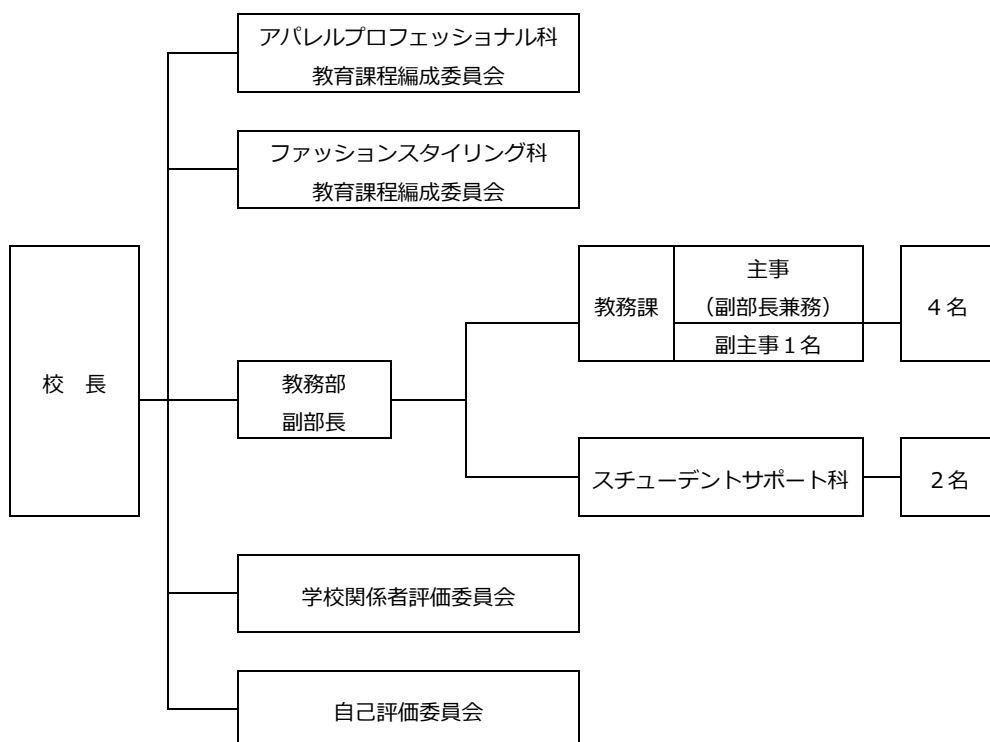 アパレルプロフェッショナル科
教育課程編成委員会
ファッションスタイリング科
教育課程編成委員会
校　長
教務部
副部長
教務課
主事
（副部長兼務）
副主事１名
４名
スチューデントサポート科
２名
学校関係者評価委員会
自己評価委員会